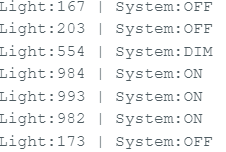 Light:167 | System:OFF
Light:203 | System:OFF
Light:554 | System:DIM
Light:984 | System:ON
Light:993 | System:ON
Light:982 | System:ON
Light:173 | System:OFF